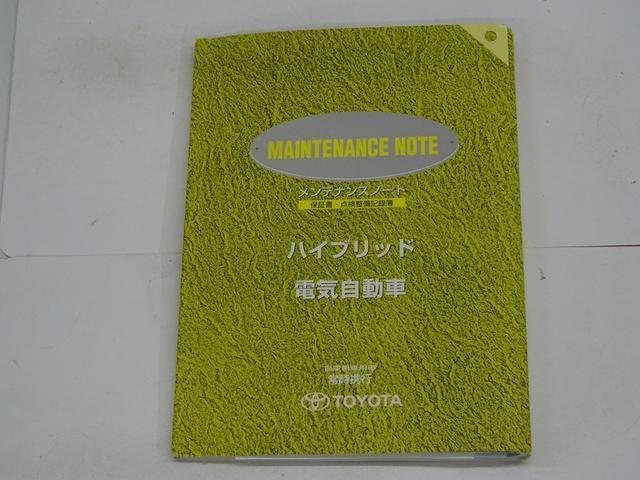 MAINTENANCE NOTE
メンテナンスノート
保証書・点検整備記録簿
ハイブリッド
電気自動車
常時携行
TOYOTA